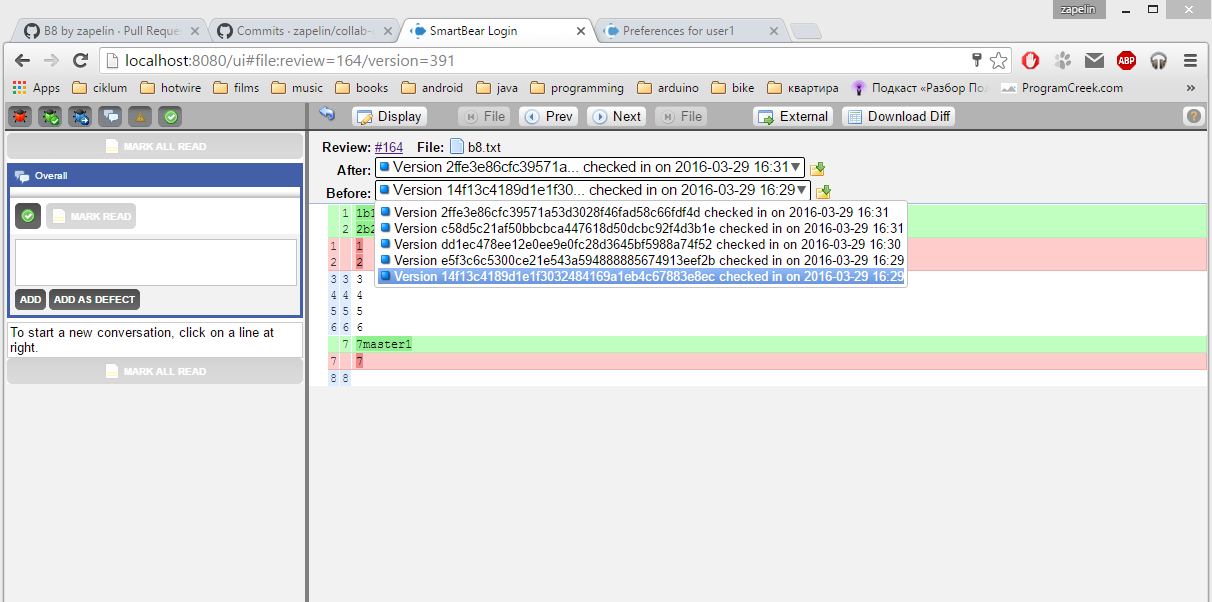 zapelin
B8 by zapelin · Pull Reque
Commits · zapelin/collab-
SmartBear Login
Preferences for user1
localhost:8080/ui#file:review=164/version=391
ABP
Apps
ciklum
hotwire
films
music
books
android
java
programming
arduino
bike
квартира
Подкаст «Разбор По
ProgramCreek.com
»
Display
File
Prev
Next
File
External
Download Diff
?
MARK ALL READ
Overall
MARK READ
ADD
ADD AS DEFECT
To start a new conversation, click on a line at
right.
MARK ALL READ
Review: #164 File: b8.txt
After: Version 2ffe3e86cfc39571a... checked in on 2016-03-29 16:31
Before: Version 14f13c4189d1e1f30... checked in on 2016-03-29 16:29
Version 2ffe3e86cfc39571a53d3028f46fad58c66fdf4d checked in on 2016-03-29 16:31
Version c58d5c21af50bbcbca447618d50dcbc92f4d3b1e checked in on 2016-03-29 16:31
Version dd1ec478ee12e0ee9e0fc28d3645bf5988a74f52 checked in on 2016-03-29 16:30
Version e5f3c6c5300ce21e543a594888885674913eef2b checked in on 2016-03-29 16:29
Version 14f13c4189d1e1f3032484169a1eb4c67883e8ec checked in on 2016-03-29 16:29
1 1b1
2 2b2
1 1
2 2
3 3 3
4 4 4
5 5 5
6 6 6
7 7master1
7 7
8 8